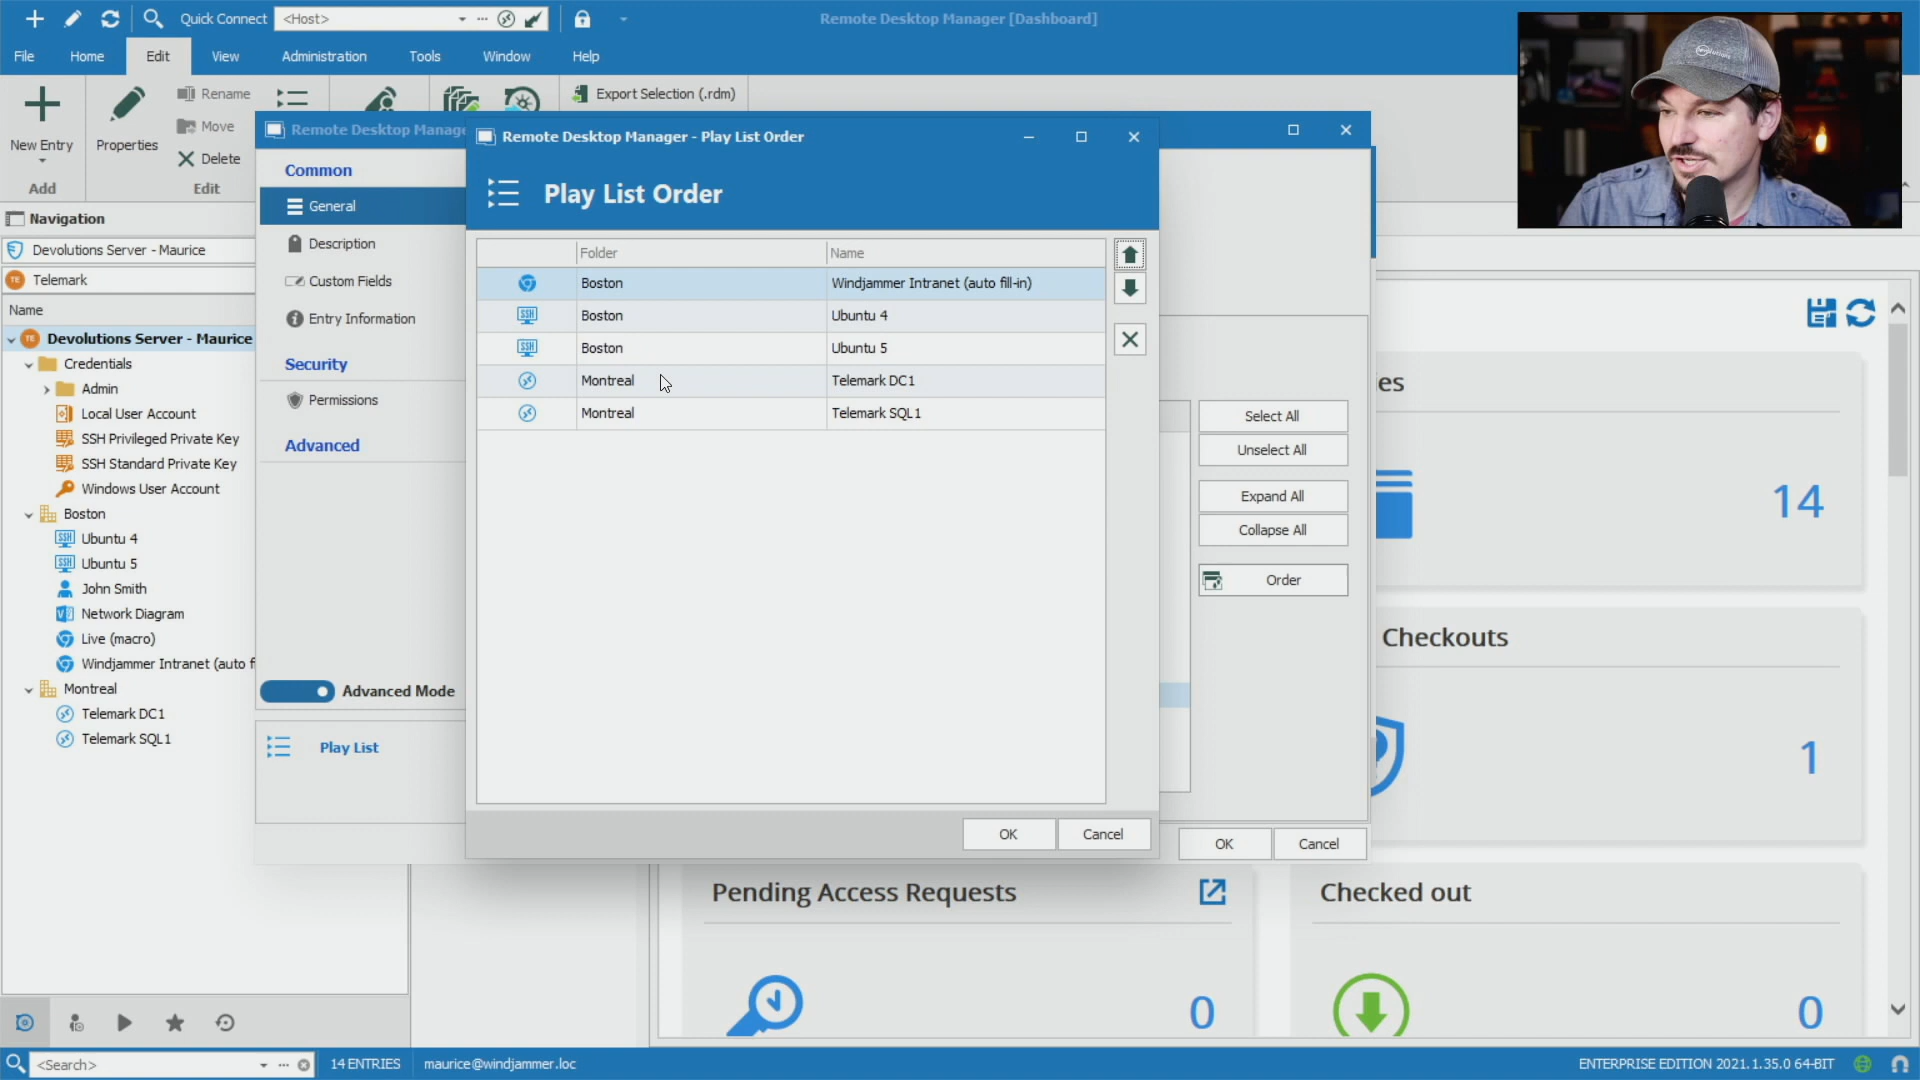 Quick Connect <Host> Remote Desktop Manager [Dashboard]
File Home Edit View Administration Tools Window Help
New Entry
Properties
Rename
Move
Delete
Export Selection (.rdm)
Add
Edit
Remote Desktop Manage
Remote Desktop Manager - Play List Order
Play List Order
Navigation
Devolutions Server - Maurice
TE Telemark
Name
TE Devolutions Server - Maurice
Credentials
Admin
Local User Account
SSH Privileged Private Key
SSH Standard Private Key
Windows User Account
Boston
SSH Ubuntu 4
SSH Ubuntu 5
John Smith
Network Diagram
Live (macro)
Windjammer Intranet (auto f
Montreal
Telemark DC1
Telemark SQL1
Common
General
Description
Custom Fields
Entry Information
Security
Permissions
Advanced
Advanced Mode
Play List
Folder Name
Boston Windjammer Intranet (auto fill-in)
SSH Boston Ubuntu 4
SSH Boston Ubuntu 5
Montreal Telemark DC1
Montreal Telemark SQL1
OK Cancel
Select All
Unselect All
Expand All
Collapse All
Order
OK Cancel
es
14
Checkouts
1
Pending Access Requests
0
Checked out
0
<Search> 14 ENTRIES maurice@windjammer.loc ENTERPRISE EDITION 2021.1.35.0 64-BIT